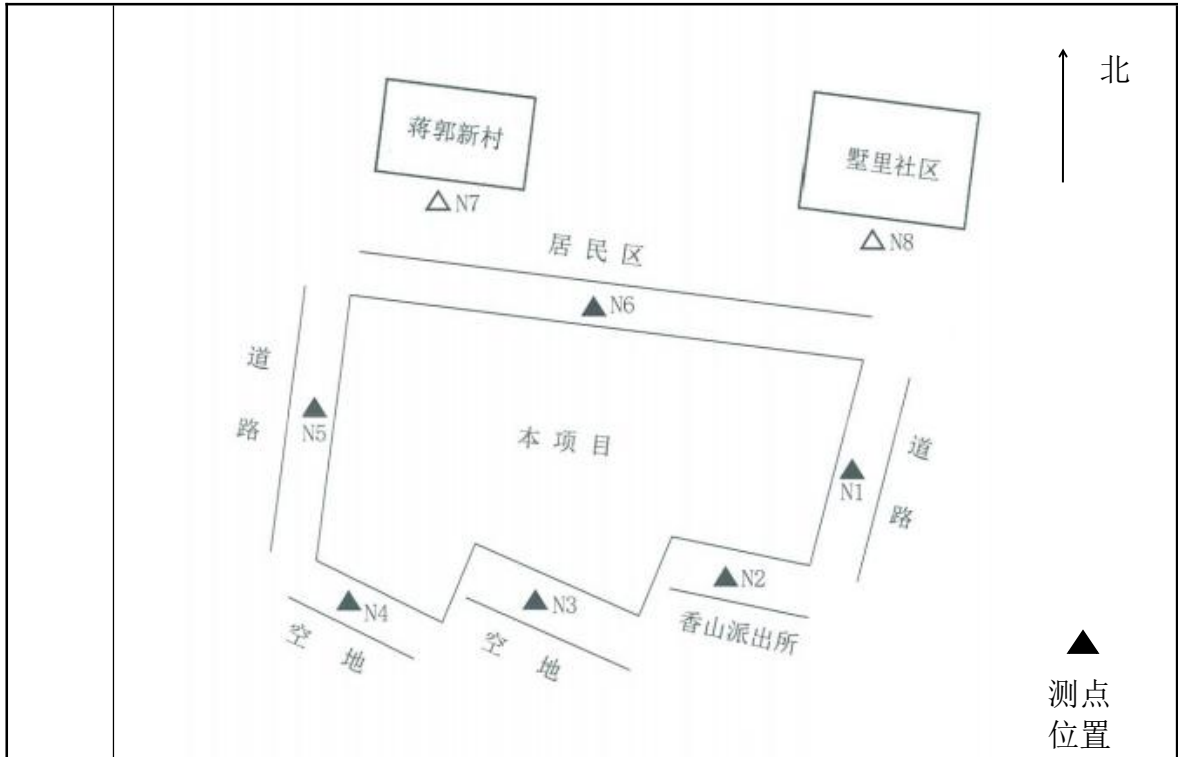 北
蒋郭新村
墅里社区
△N7
△N8
居民区
▲N6
道路
▲N5
本项目
道路
▲N1
▲N2
▲N3
▲N4
香山派出所
空地
空地
▲
测点
位置